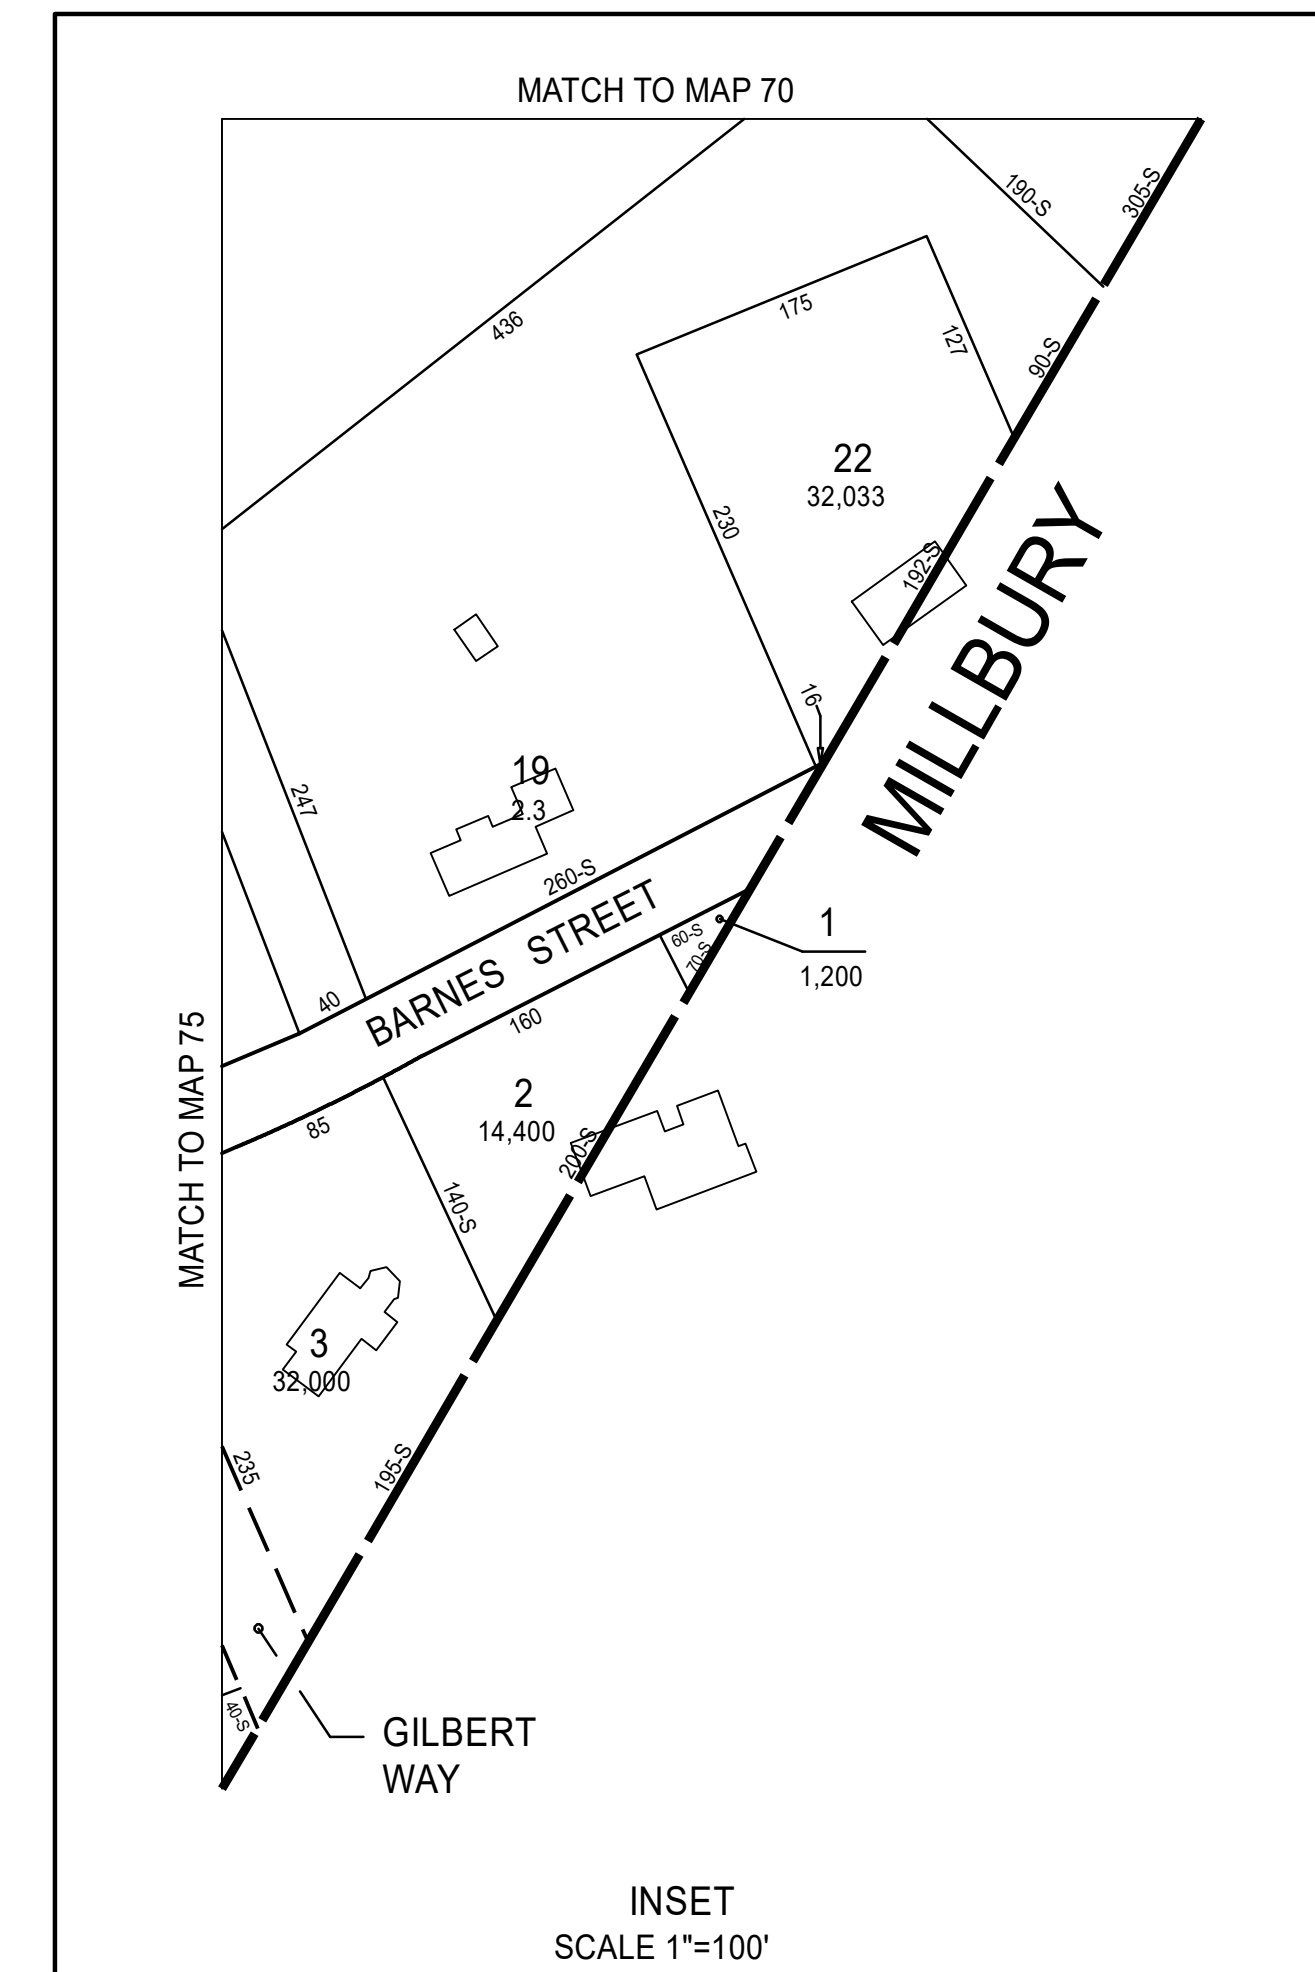 MATCH TO MAP 70
190-S
305-S
436
175
127
90-S
22
32,033
230
192-S
MILLBURY
16
247
19
2.3
260-S
BARNES STREET
1
1,200
60-S
70-S
40
160
MATCH TO MAP 75
85
2
14,400
200-S
140-S
3
32,000
235
195-S
40-S
GILBERT
WAY
INSET
SCALE 1"=100'